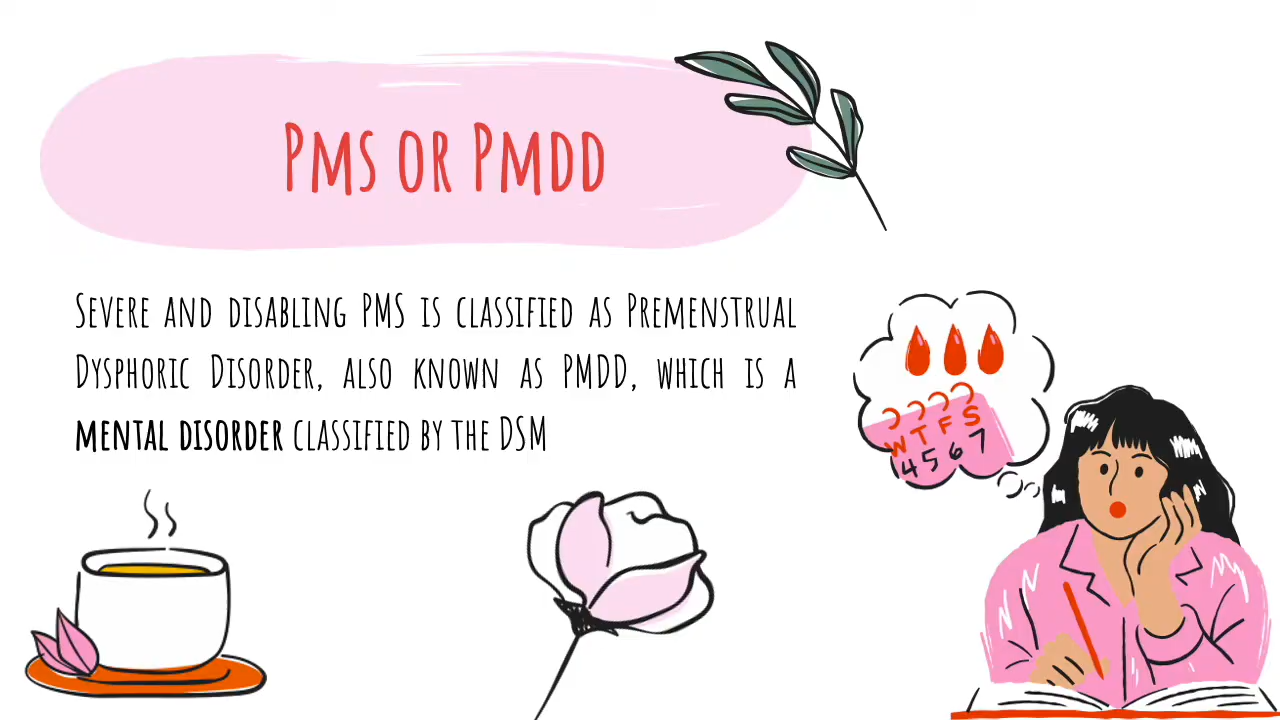 Pms or Pmdd
Severe and disabling PMS is classified as Premenstrual
Dysphoric Disorder, also known as PMDD, which is a
mental disorder classified by the DSM
W T F S
4 5 6 7